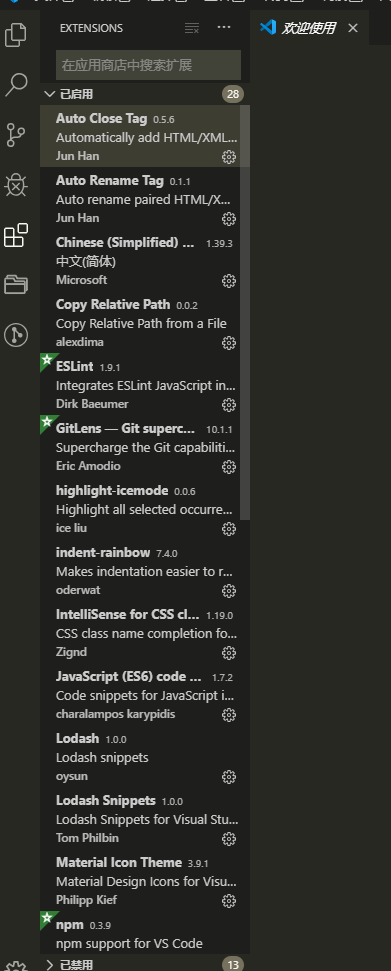 EXTENSIONS
欢迎使用
在应用商店中搜索扩展
已启用 28
Auto Close Tag 0.5.6
Automatically add HTML/XML...
Jun Han
Auto Rename Tag 0.1.1
Auto rename paired HTML/X...
Jun Han
Chinese (Simplified) ... 1.39.3
中文(简体)
Microsoft
Copy Relative Path 0.0.2
Copy Relative Path from a File
alexdima
ESLint 1.9.1
Integrates ESLint JavaScript in...
Dirk Baeumer
GitLens — Git superc... 10.1.1
Supercharge the Git capabiliti...
Eric Amodio
highlight-icemode 0.0.6
Highlight all selected occurre...
ice liu
indent-rainbow 7.4.0
Makes indentation easier to r...
oderwat
IntelliSense for CSS cl... 1.19.0
CSS class name completion fo...
Zignd
JavaScript (ES6) code ... 1.7.2
Code snippets for JavaScript i...
charalampos karypidis
Lodash 1.0.0
Lodash snippets
oysun
Lodash Snippets 1.0.0
Lodash Snippets for Visual Stu...
Tom Philbin
Material Icon Theme 3.9.1
Material Design Icons for Visu...
Philipp Kief
npm 0.3.9
npm support for VS Code
已禁用 13